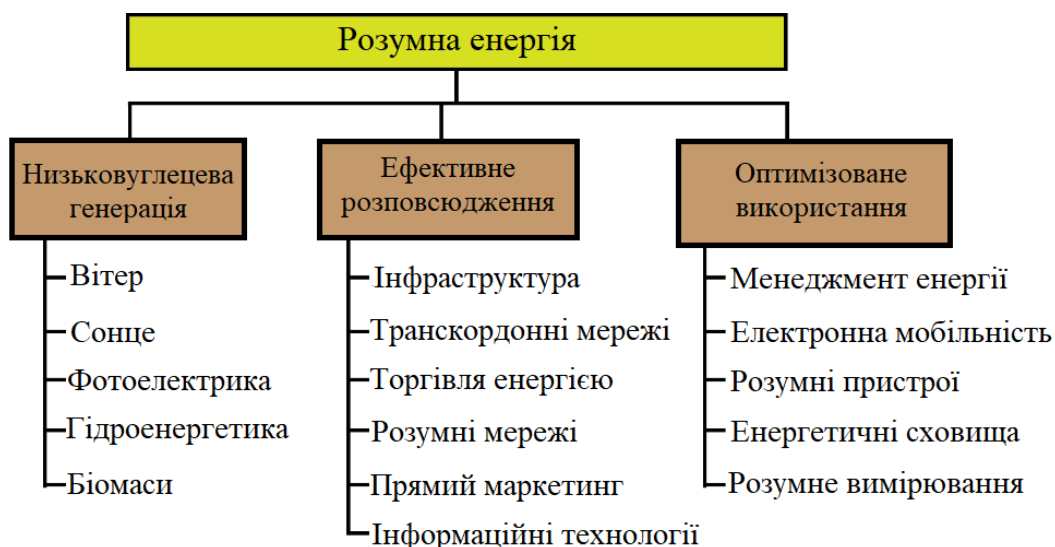 Розумна енергія
Низьковуглецева
генерація
Вітер
Сонце
Фотоелектрика
Гідроенергетика
Біомаси
Ефективне
розповсюдження
Інфраструктура
Транскордонні мережі
Торгівля енергією
Розумні мережі
Прямий маркетинг
Інформаційні технології
Оптимізоване
використання
Менеджмент енергії
Електронна мобільність
Розумні пристрої
Енергетичні сховища
Розумне вимірювання